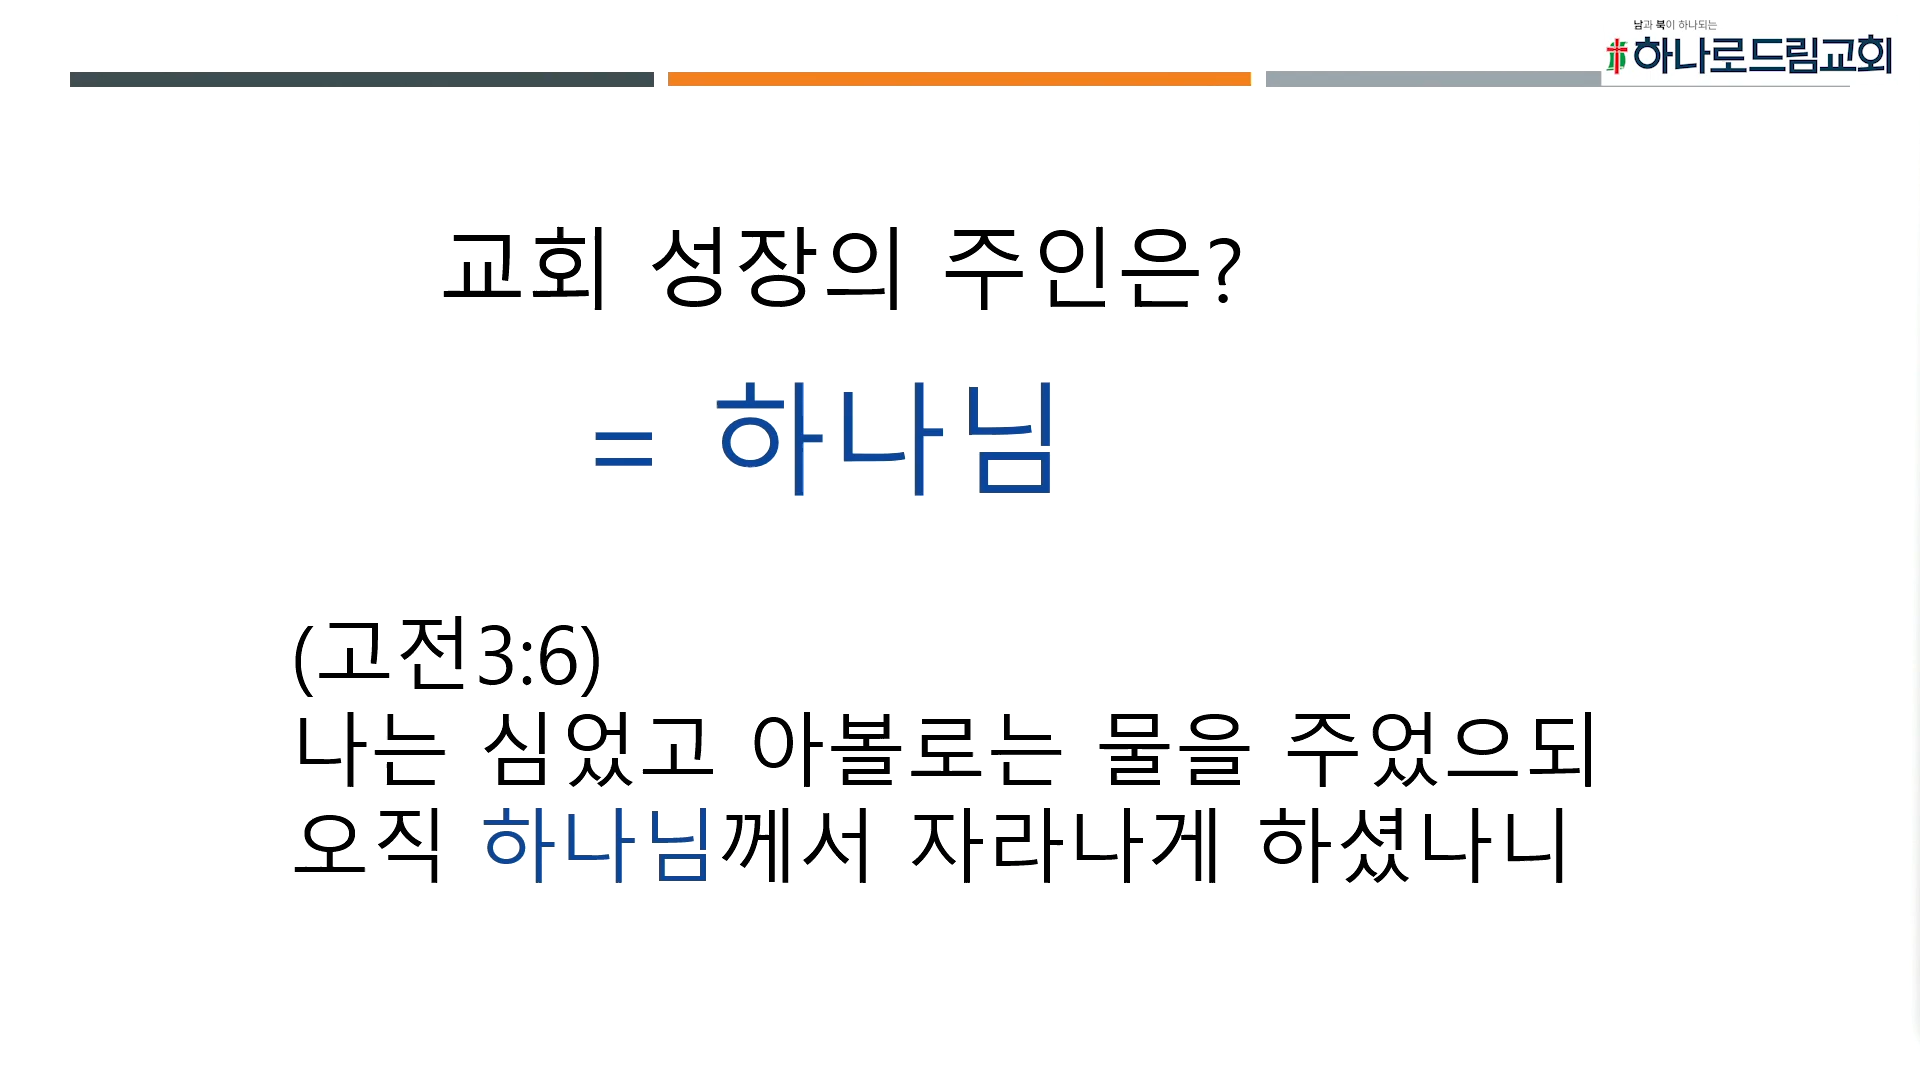 남과 북이 하나되는
하나로드림교회
교회 성장의 주인은?
= 하나님
(고전3:6)
나는 심었고 아볼로는 물을 주었으되
오직 하나님께서 자라나게 하셨나니